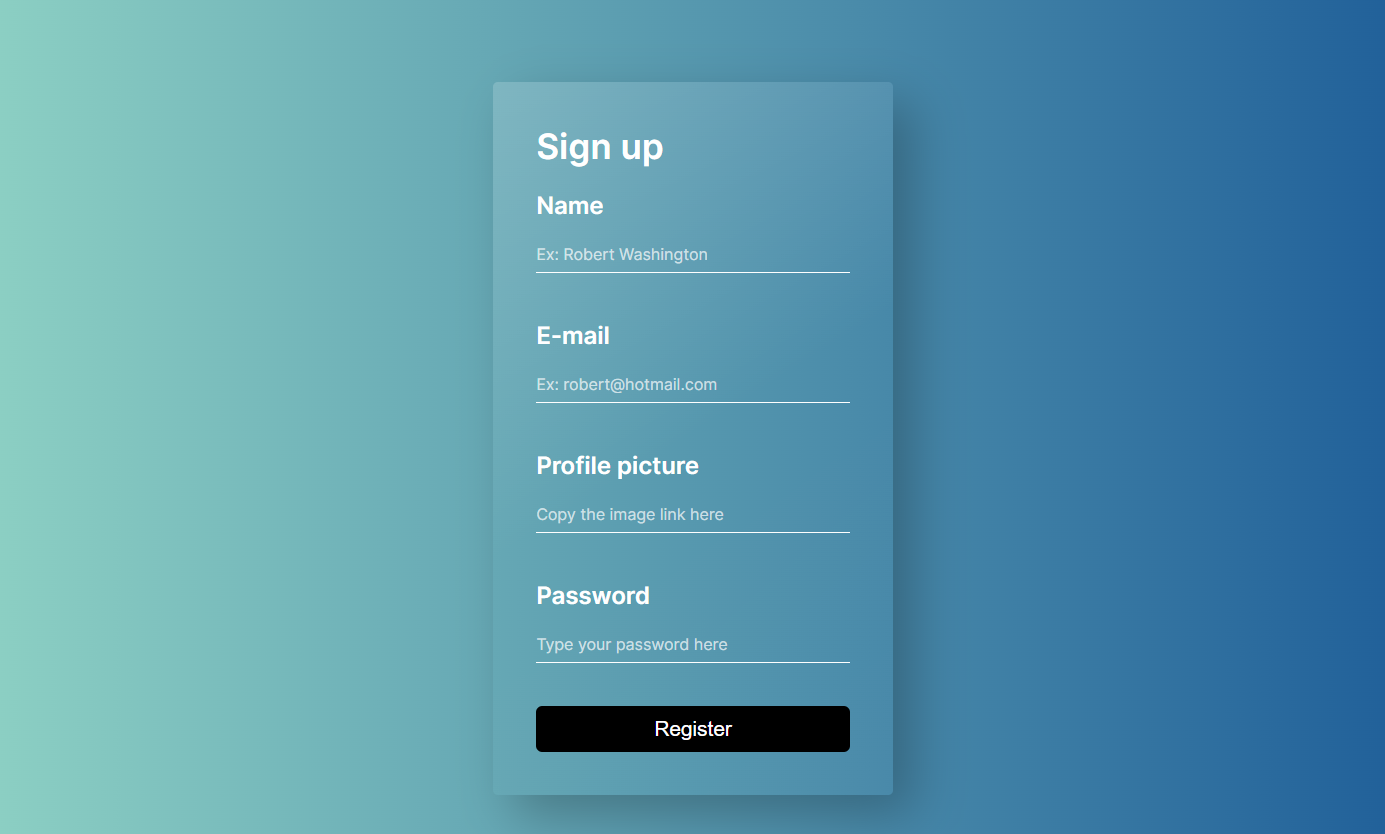 Sign up
Name
Ex: Robert Washington
E-mail
Ex: robert@hotmail.com
Profile picture
Copy the image link here
Password
Type your password here
Register